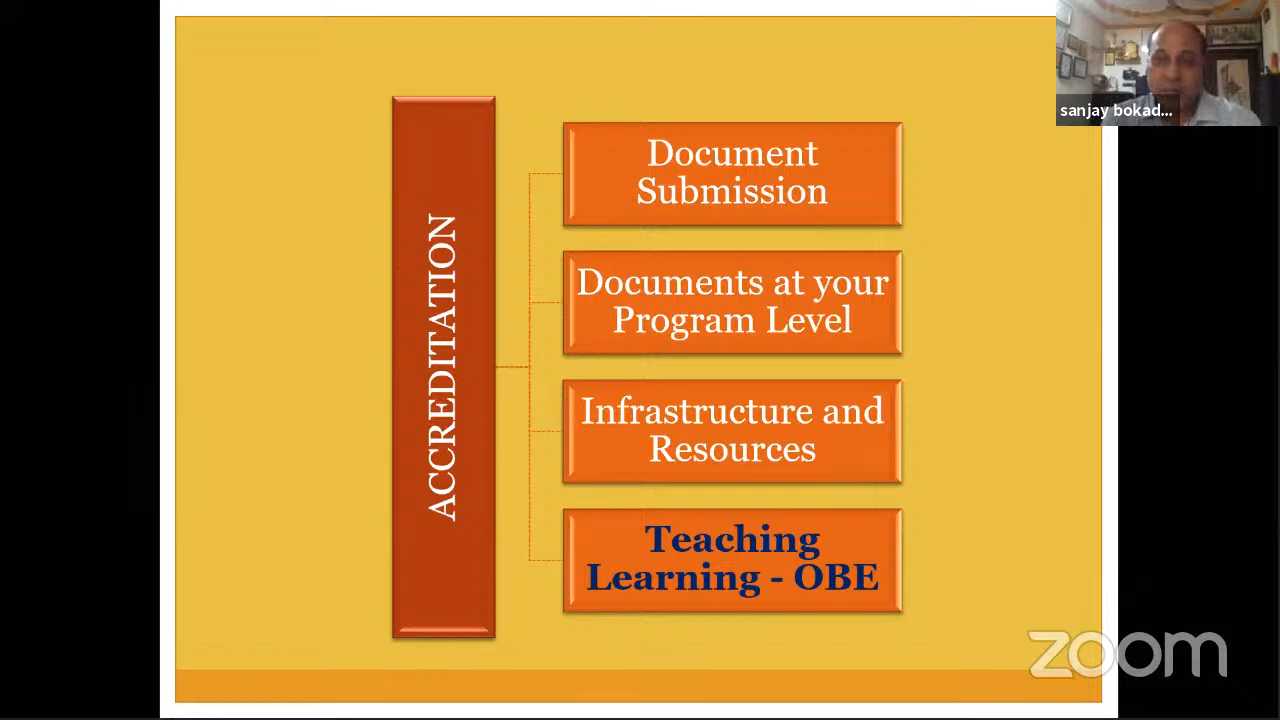 sanjay bokad...
ACCREDITATION
Document
Submission
Documents at your
Program Level
Infrastructure and
Resources
Teaching
Learning - OBE
zoom